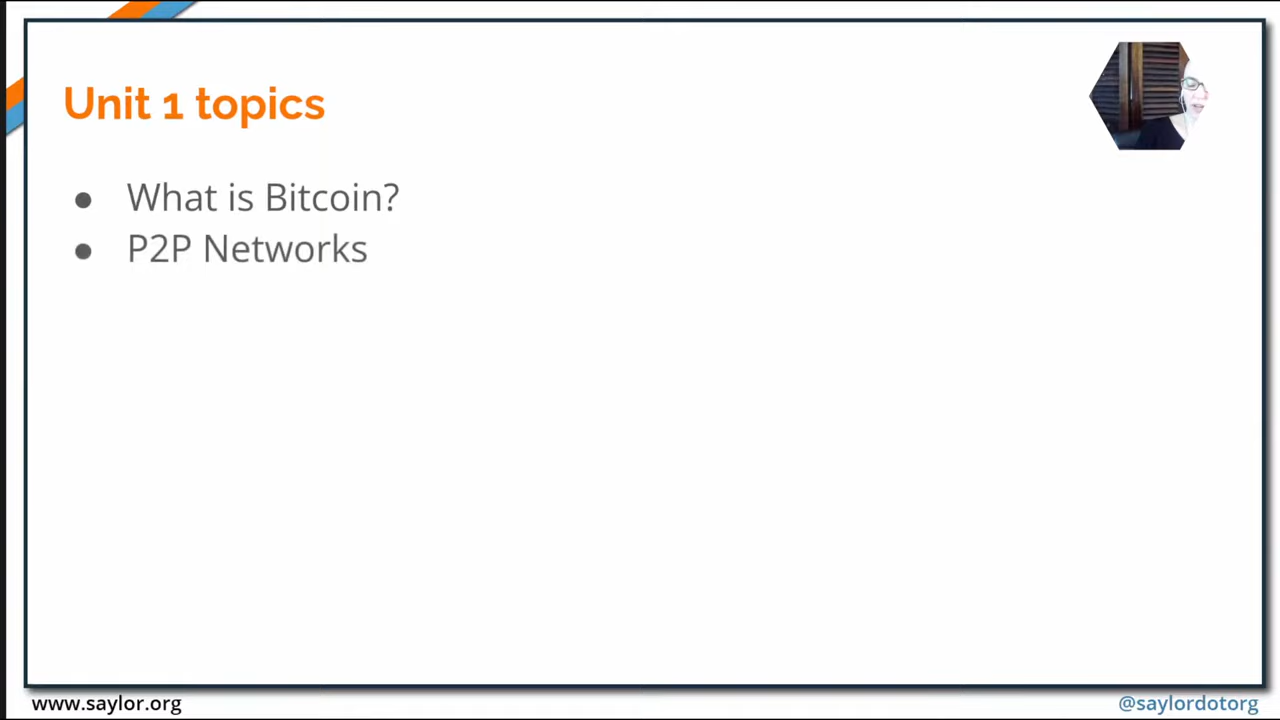 Unit 1 topics
● What is Bitcoin?
● P2P Networks
www.saylor.org
@saylordotorg